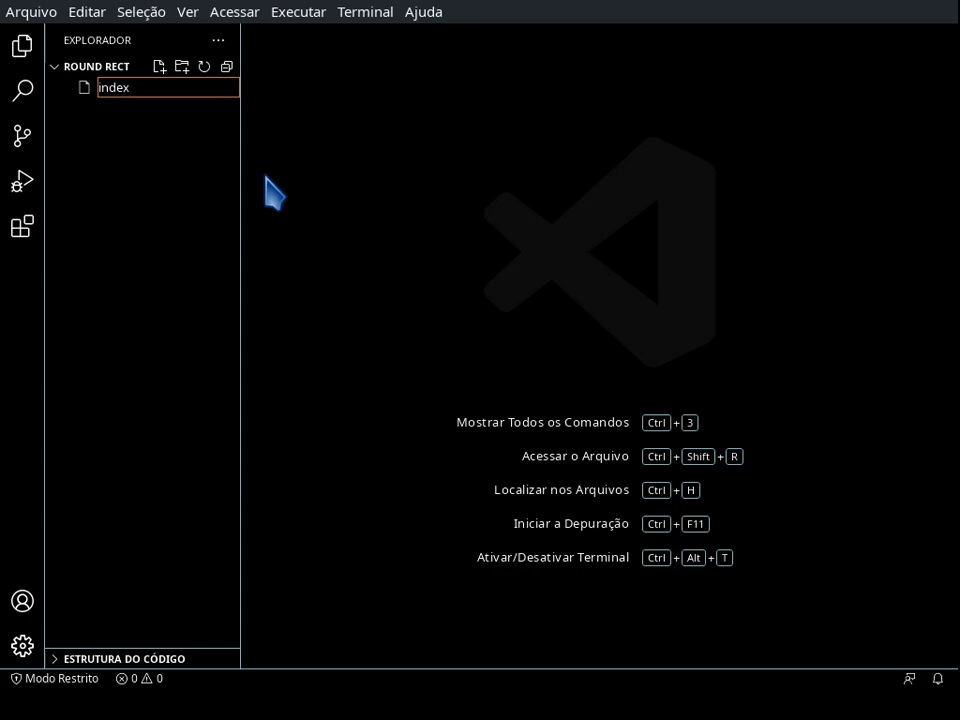 Arquivo Editar Seleção Ver Acessar Executar Terminal Ajuda
EXPLORADOR
ROUND RECT
index
Mostrar Todos os Comandos Ctrl + 3
Acessar o Arquivo Ctrl + Shift + R
Localizar nos Arquivos Ctrl + H
Iniciar a Depuração Ctrl + F11
Ativar/Desativar Terminal Ctrl + Alt + T
ESTRUTURA DO CÓDIGO
Modo Restrito 0 0